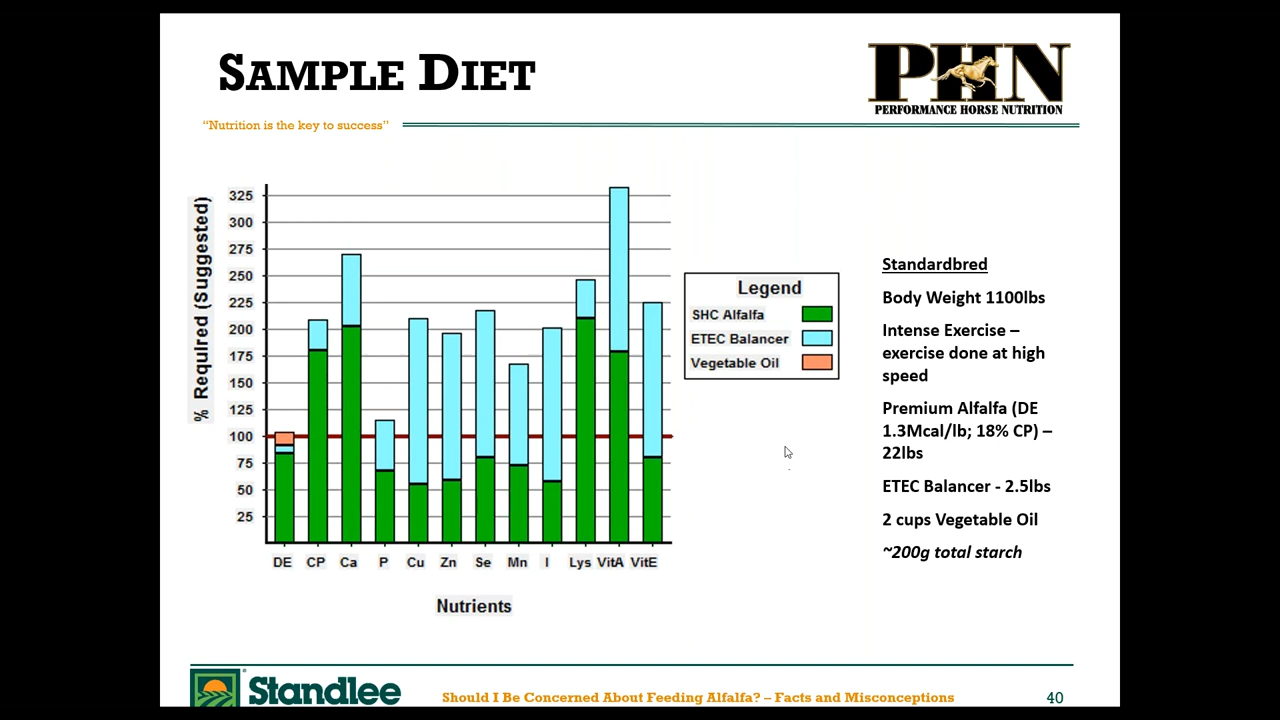 SAMPLE DIET
PHN
PERFORMANCE HORSE NUTRITION
“Nutrition is the key to success”
% Required (Suggested)
325
300
275
250
225
200
175
150
125
100
75
50
25
DE CP Ca P Cu Zn Se Mn I Lys VitA VitE
Nutrients
Legend
SHC Alfalfa
ETEC Balancer
Vegetable Oil
Standardbred
Body Weight 1100lbs
Intense Exercise –
exercise done at high
speed
Premium Alfalfa (DE
1.3Mcal/lb; 18% CP) –
22lbs
ETEC Balancer - 2.5lbs
2 cups Vegetable Oil
~200g total starch
Standlee
Should I Be Concerned About Feeding Alfalfa? – Facts and Misconceptions
40